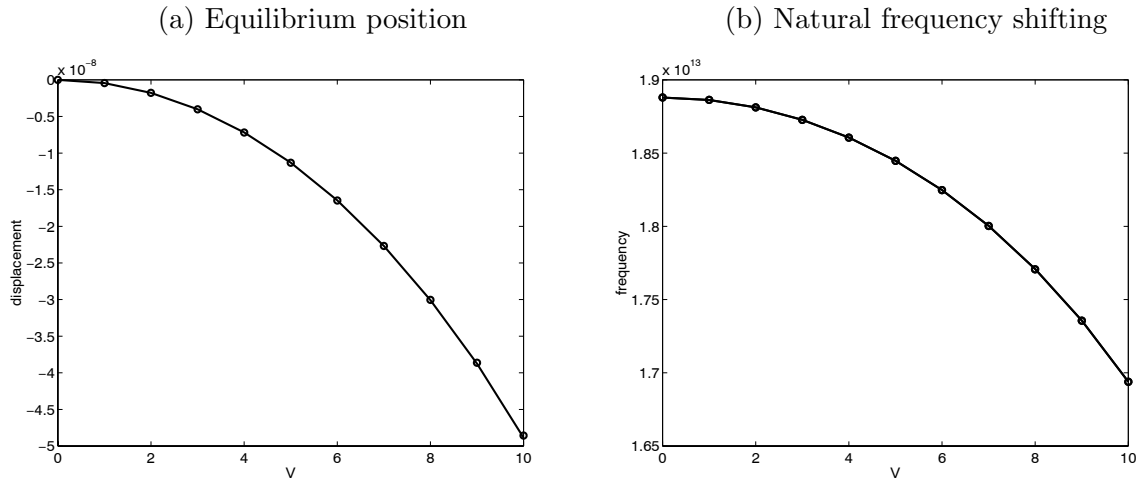 (a) Equilibrium position
(b) Natural frequency shifting
x 10⁻⁸
0
−0.5
−1
−1.5
−2
−2.5
−3
−3.5
−4
−4.5
−5
displacement
0 2 4 6 8 10
V
x 10¹³
1.9
1.85
1.8
1.75
1.7
1.65
frequency
0 2 4 6 8 10
V